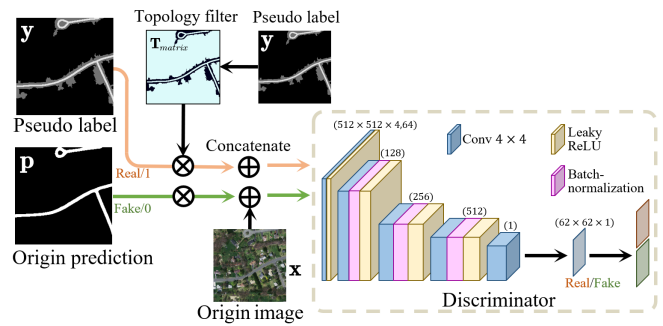 Topology filter
Pseudo label
y
T_matrix
y
Pseudo label
Concatenate
(512 × 512 × 4,64)
Conv 4 × 4
Leaky
ReLU
(128)
Batch-
normalization
p
Real/1
Fake/0
(256)
(512)
(1)
(62 × 62 × 1)
Origin prediction
x
Real/Fake
Origin image
Discriminator